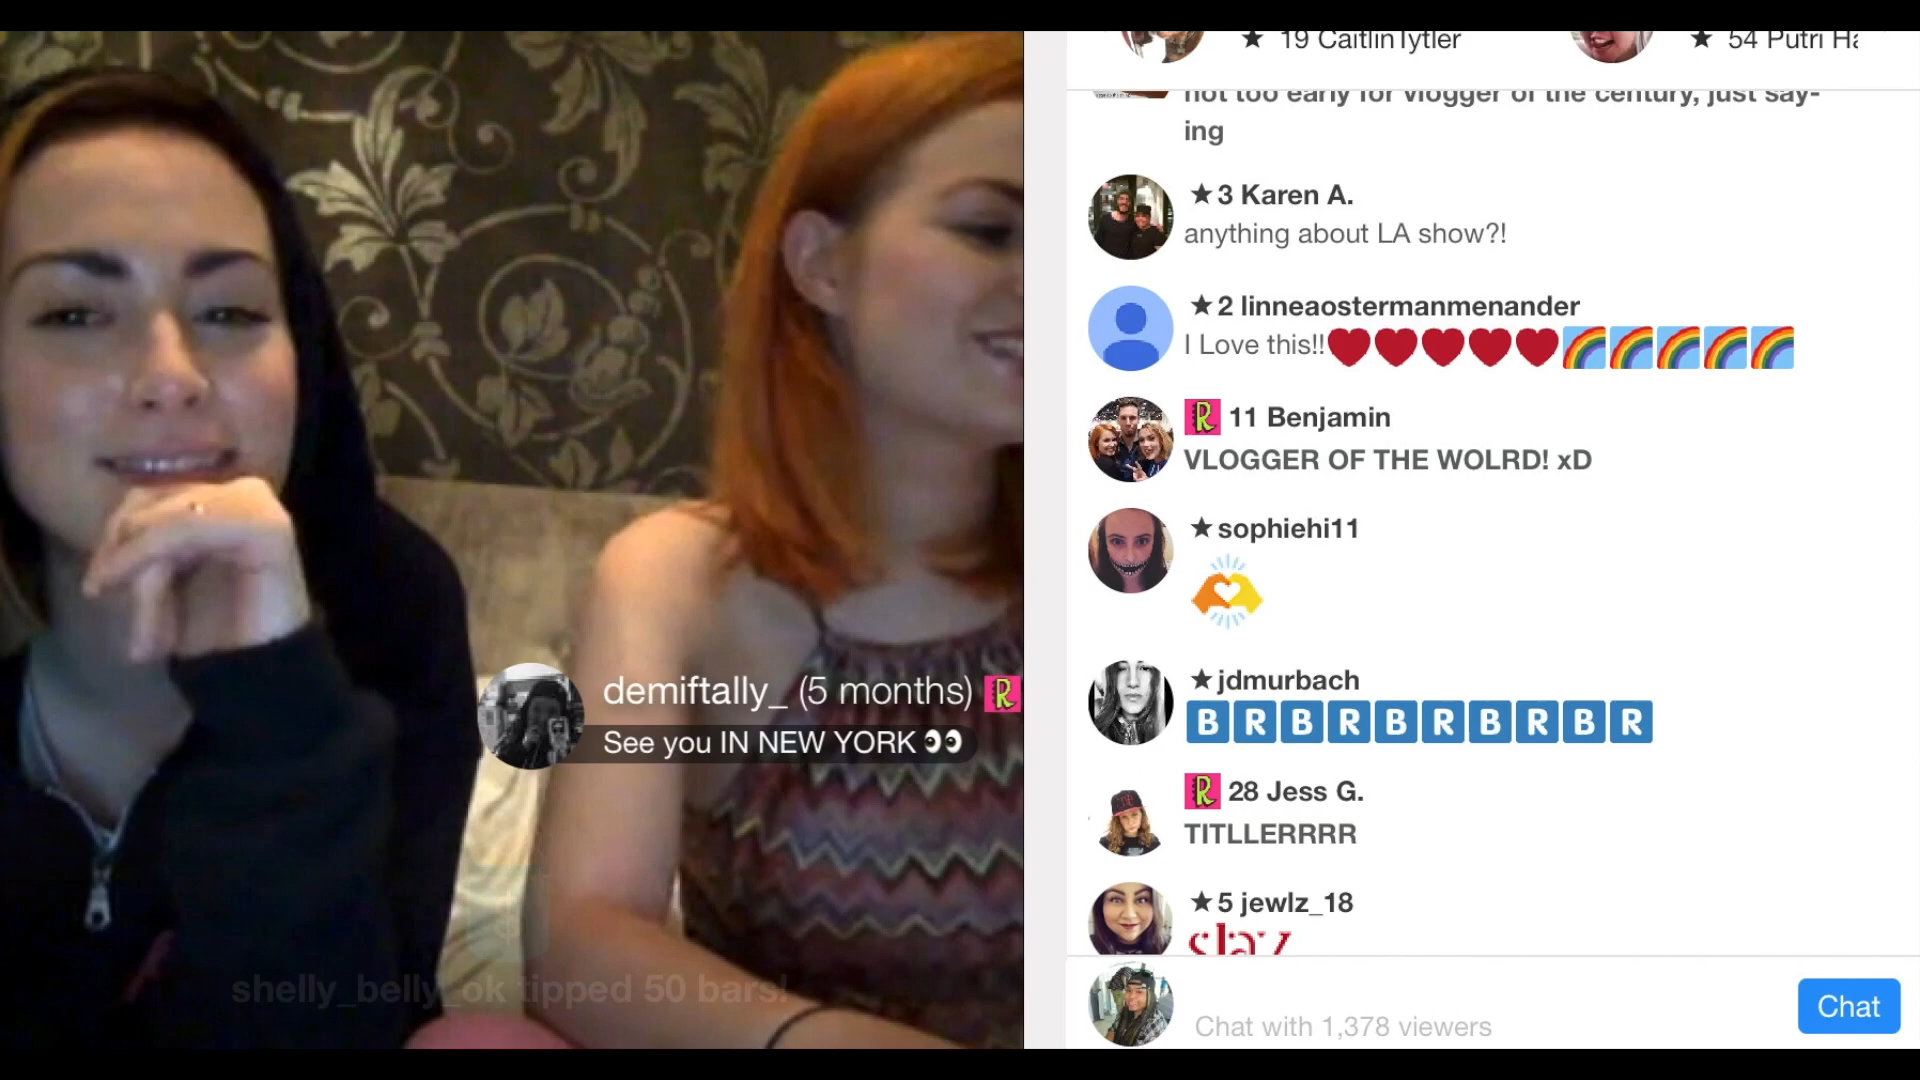 demiftally_ (5 months) R
See you IN NEW YORK 👀
shelly_belly_ok tipped 50 bars!
★ 19 CaitlinTytler
★ 54 Putri Ha
not too early for vlogger of the century, just say-
ing
★3 Karen A.
anything about LA show?!
★2 linneaostermanmenander
I Love this!!❤❤❤❤❤🌈🌈🌈🌈🌈
R 11 Benjamin
VLOGGER OF THE WOLRD! xD
★sophiehi11
★jdmurbach
BRBRBRBRBR
R 28 Jess G.
TITLLERRRR
★5 jewlz_18
slay
Chat with 1,378 viewers
Chat